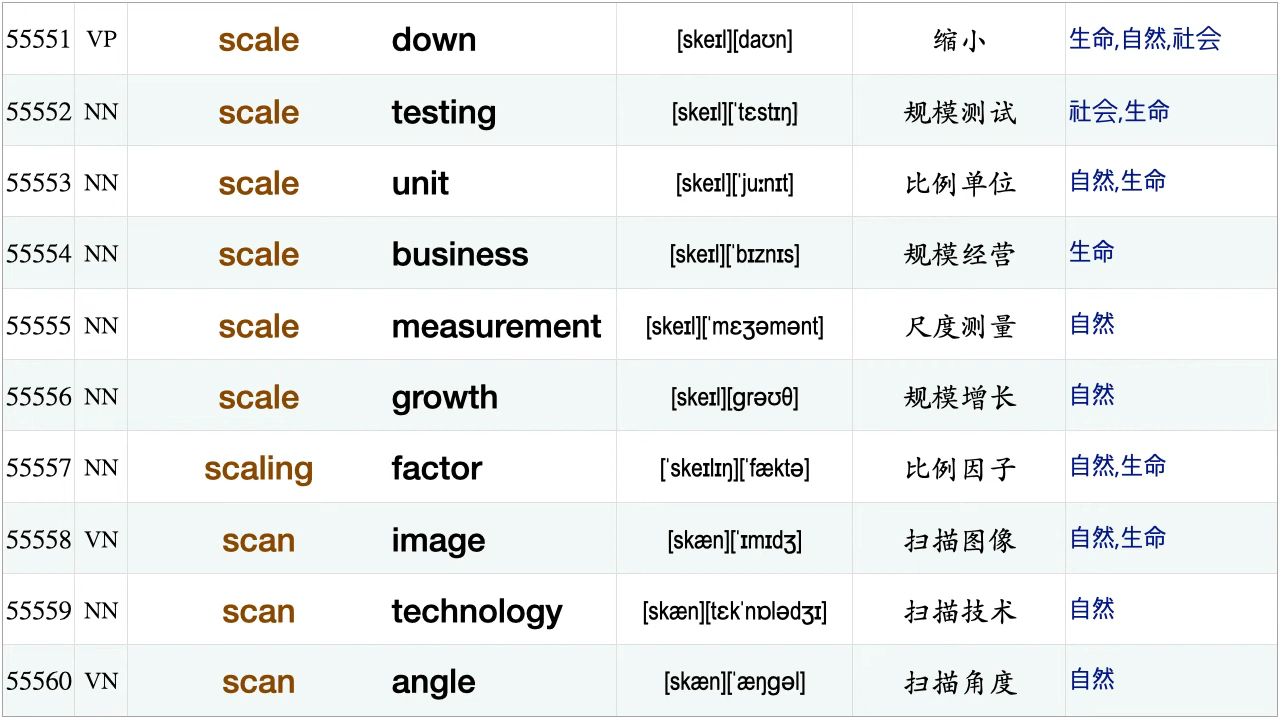 55551 VP scale down [skeɪl][daʊn] 缩小 生命,自然,社会
55552 NN scale testing [skeɪl][ˈtɛstɪŋ] 规模测试 社会,生命
55553 NN scale unit [skeɪl][ˈjuːnɪt] 比例单位 自然,生命
55554 NN scale business [skeɪl][ˈbɪznɪs] 规模经营 生命
55555 NN scale measurement [skeɪl][ˈmɛʒəmənt] 尺度测量 自然
55556 NN scale growth [skeɪl][grəʊθ] 规模增长 自然
55557 NN scaling factor [ˈskeɪlɪŋ][ˈfæktə] 比例因子 自然,生命
55558 VN scan image [skæn][ˈɪmɪdʒ] 扫描图像 自然,生命
55559 NN scan technology [skæn][tɛkˈnɒlədʒɪ] 扫描技术 自然
55560 VN scan angle [skæn][ˈæŋgəl] 扫描角度 自然